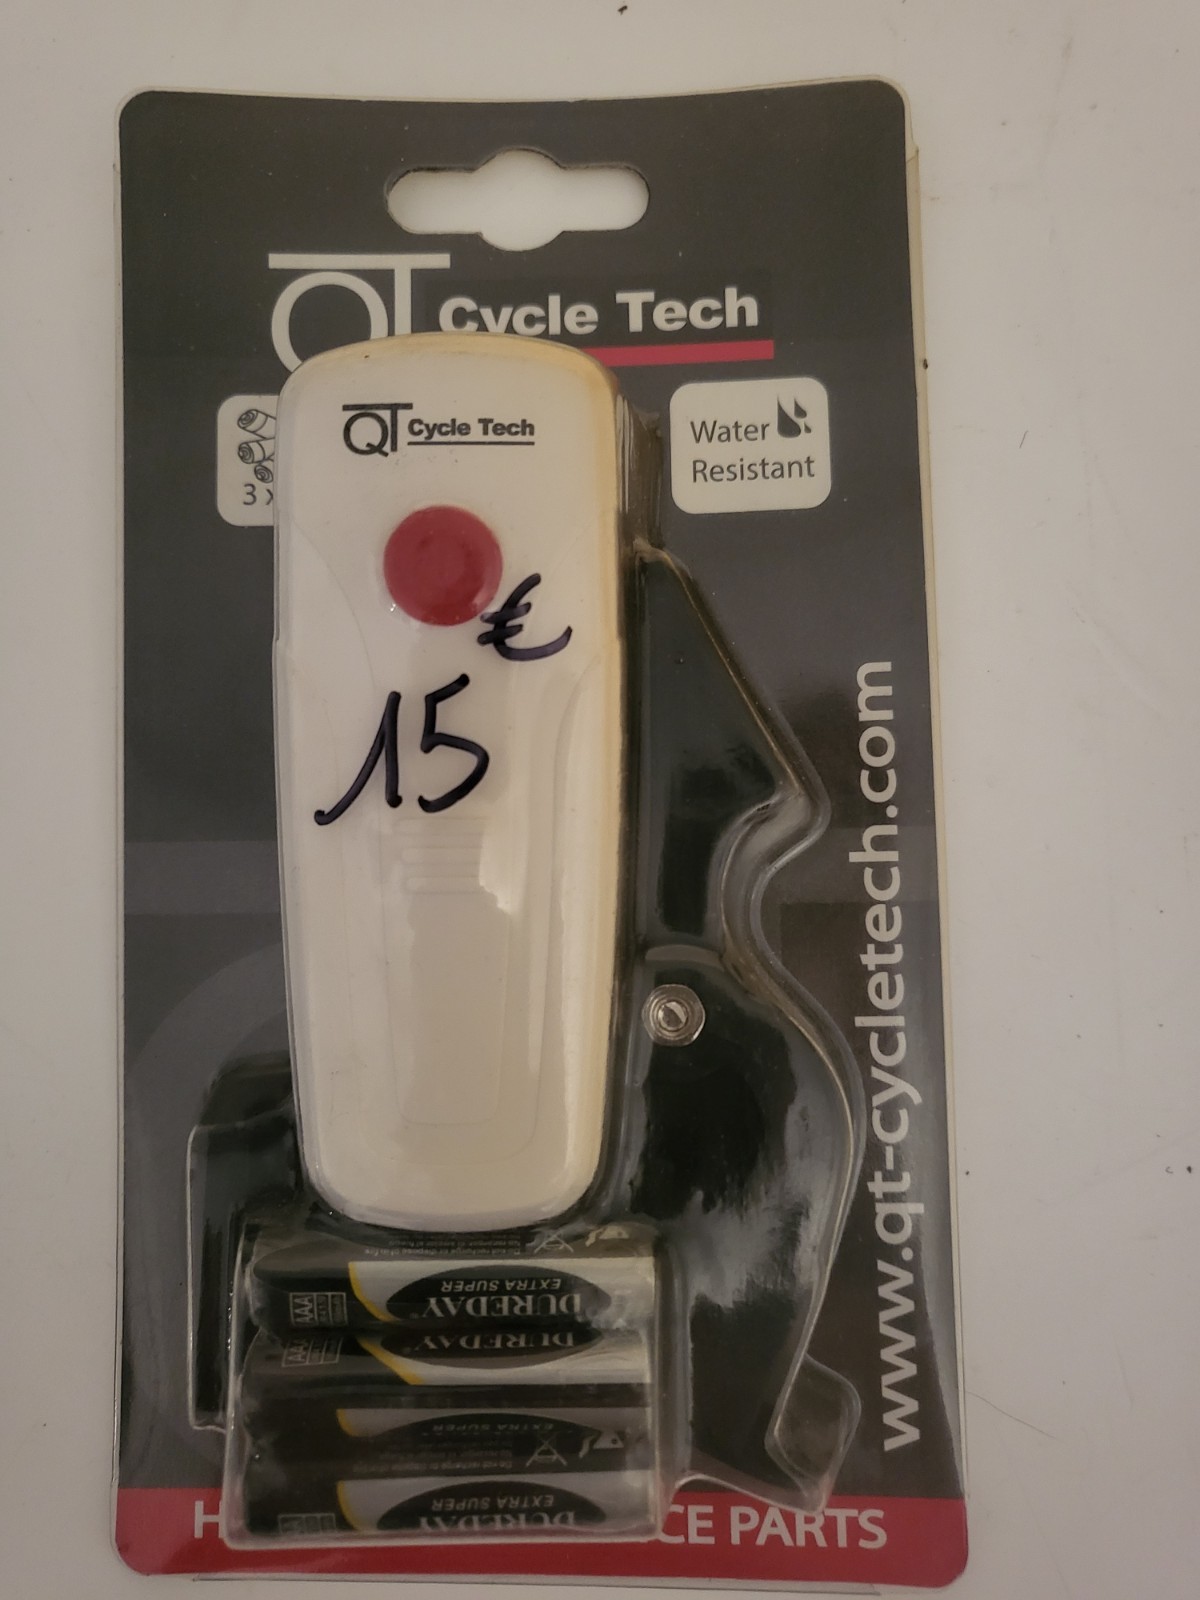 QT Cycle Tech
3 x
QT Cycle Tech
Water
Resistant
€
15
www.qt-cycletech.com
DUREDAY
EXTRA SUPER
AAA
DUREDAY
EXTRA SUPER
DUREDAY
EXTRA SUPER
H CE PARTS